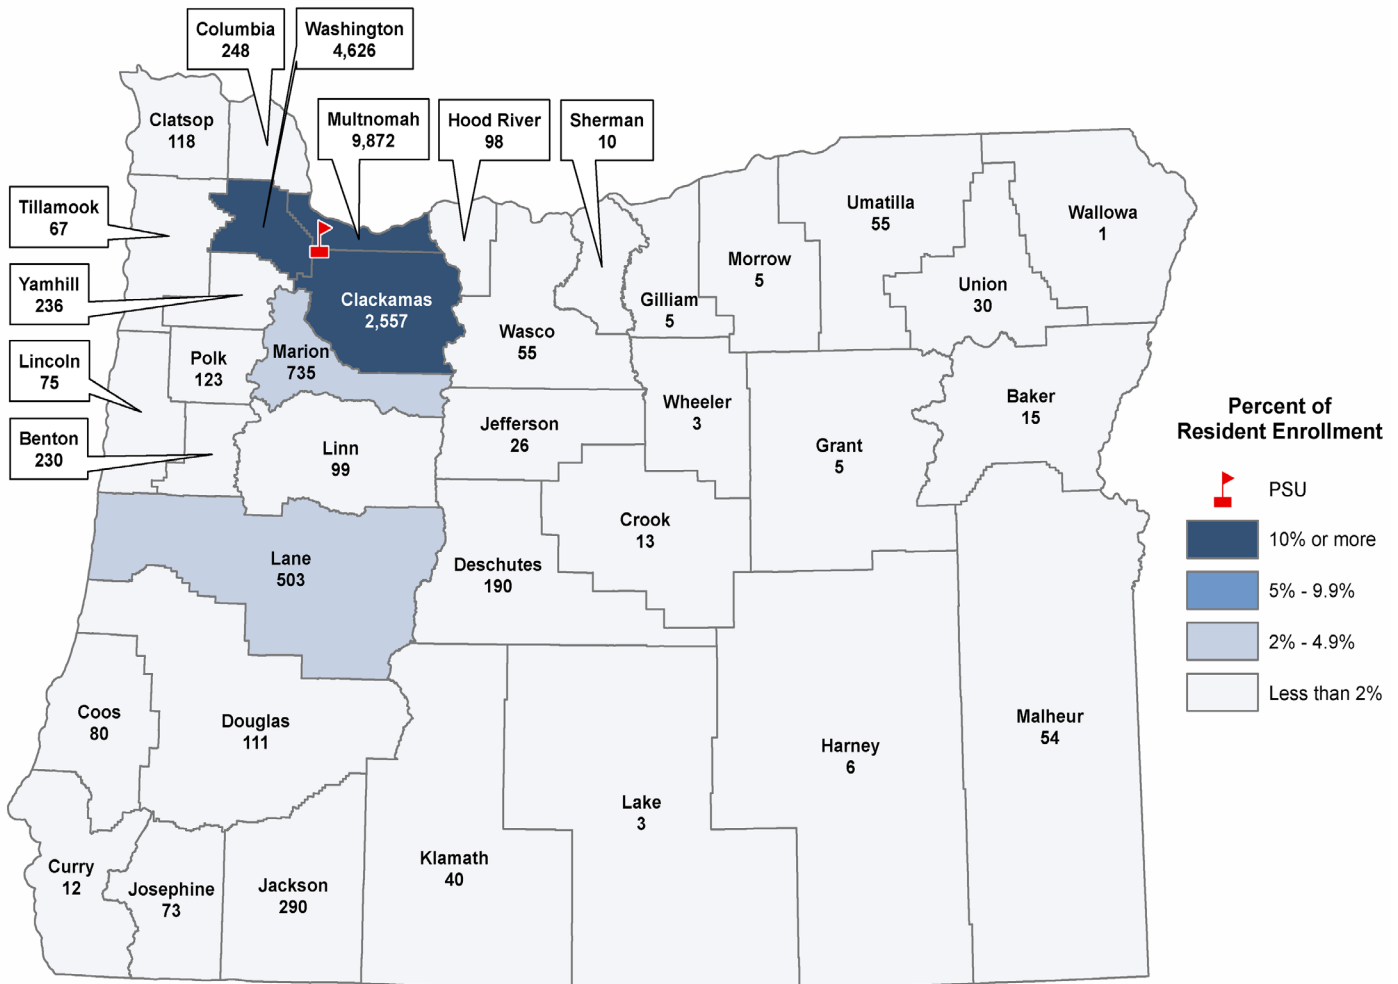 Columbia
248
Washington
4,626
Clatsop
118
Multnomah
9,872
Hood River
98
Sherman
10
Tillamook
67
Umatilla
55
Wallowa
1
Morrow
5
Yamhill
236
Clackamas
2,557
Gilliam
5
Union
30
Wasco
55
Lincoln
75
Polk
123
Marion
735
Wheeler
3
Baker
15
Benton
230
Linn
99
Jefferson
26
Grant
5
Crook
13
Lane
503
Deschutes
190
Coos
80
Douglas
111
Harney
6
Malheur
54
Lake
3
Curry
12
Josephine
73
Jackson
290
Klamath
40
Percent of
Resident Enrollment
PSU
10% or more
5% - 9.9%
2% - 4.9%
Less than 2%